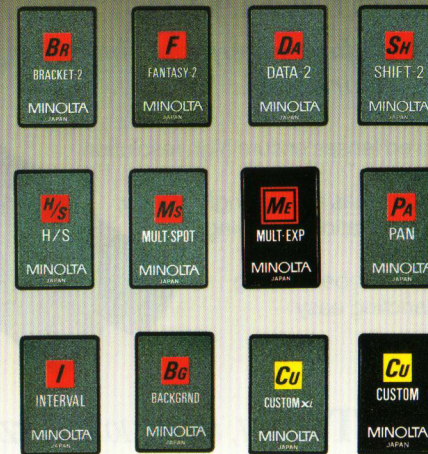 BR F DA SH
BRACKET-2 FANTASY-2 DATA-2 SHIFT-2
MINOLTA MINOLTA MINOLTA MINOLTA
JAPAN JAPAN JAPAN JAPAN
H/S MS ME PA
H/S MULT-SPOT MULT-EXP PAN
MINOLTA MINOLTA MINOLTA MINOLTA
JAPAN JAPAN JAPAN JAPAN
I BG CU CU
INTERVAL BACKGRND CUSTOM xi CUSTOM
MINOLTA MINOLTA MINOLTA MINOLTA
JAPAN JAPAN JAPAN JAPAN